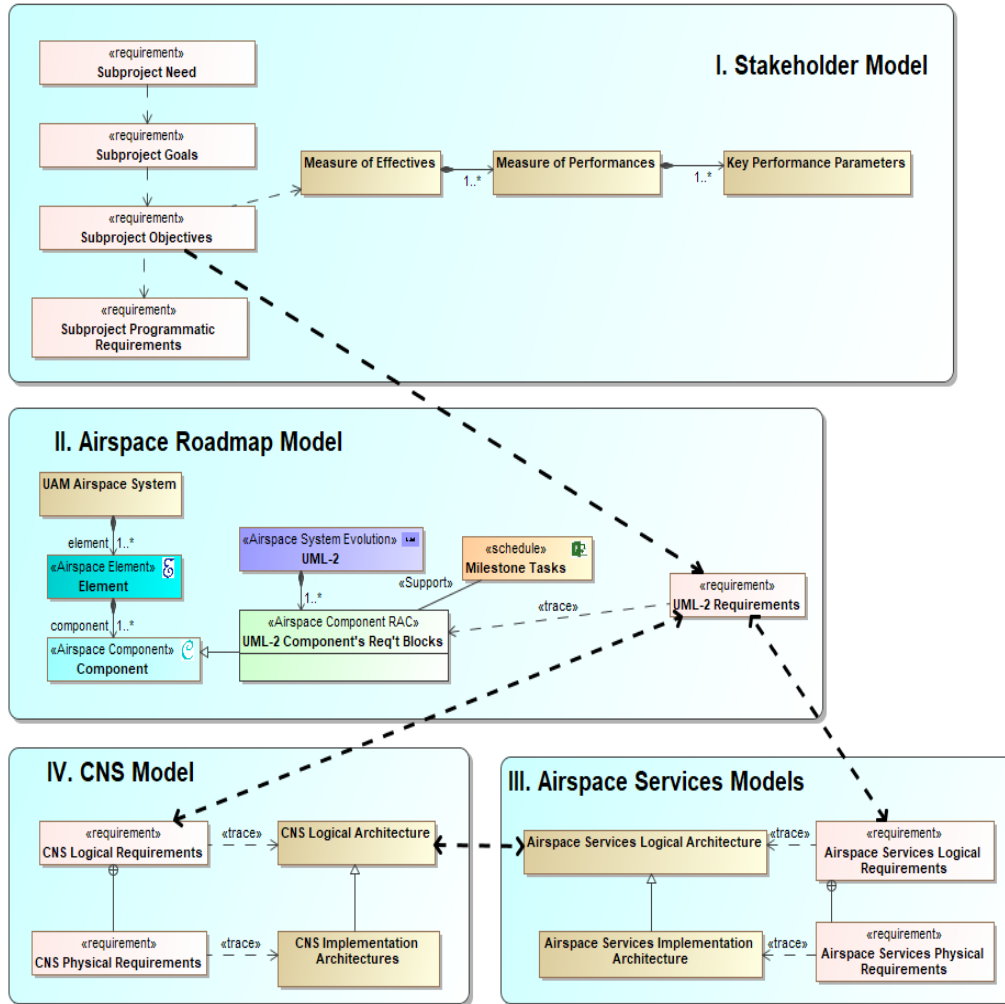 I. Stakeholder Model
«requirement»
Subproject Need
«requirement»
Subproject Goals
Measure of Effectives
1..*
Measure of Performances
1..*
Key Performance Parameters
«requirement»
Subproject Objectives
«requirement»
Subproject Programmatic
Requirements
II. Airspace Roadmap Model
UAM Airspace System
element
1..*
«Airspace Element»
Element
component
1..*
«Airspace Component»
Component
«Airspace System Evolution»
UML-2
1..*
«schedule»
Milestone Tasks
«Support»
«Airspace Component RAC»
UML-2 Component's Req't Blocks
«trace»
«requirement»
UML-2 Requirements
IV. CNS Model
«requirement»
CNS Logical Requirements
«trace»
CNS Logical Architecture
«requirement»
CNS Physical Requirements
«trace»
CNS Implementation
Architectures
III. Airspace Services Models
Airspace Services Logical Architecture
«trace»
«requirement»
Airspace Services Logical
Requirements
Airspace Services Implementation
Architecture
«trace»
«requirement»
Airspace Services Physical
Requirements